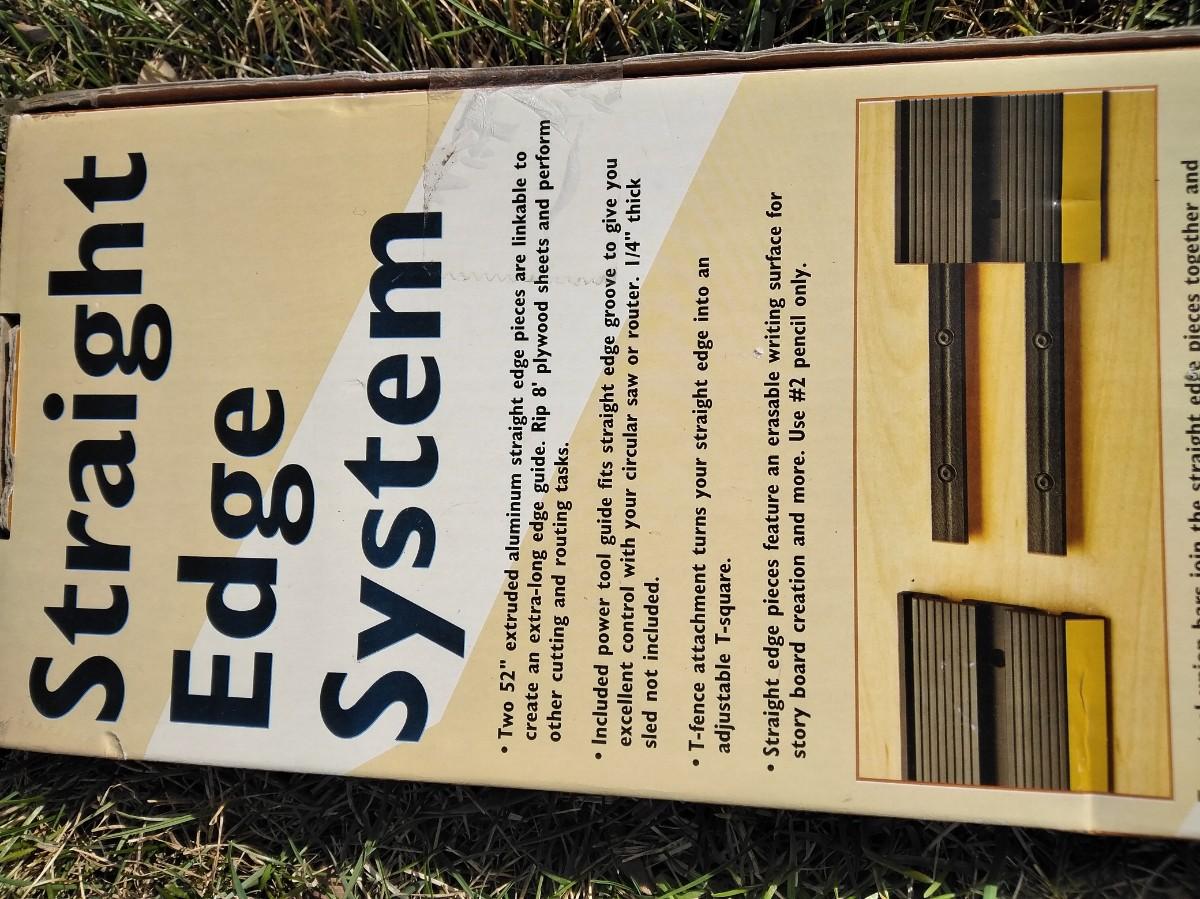 Straight
Edge
System
• Two 52" extruded aluminum straight edge pieces are linkable to
create an extra-long edge guide. Rip 8' plywood sheets and perform
other cutting and routing tasks.
• Included power tool guide fits straight edge groove to give you
excellent control with your circular saw or router. 1/4" thick
sled not included.
• T-fence attachment turns your straight edge into an
adjustable T-square.
• Straight edge pieces feature an erasable writing surface for
story board creation and more. Use #2 pencil only.
bars join the straight edge pieces together and